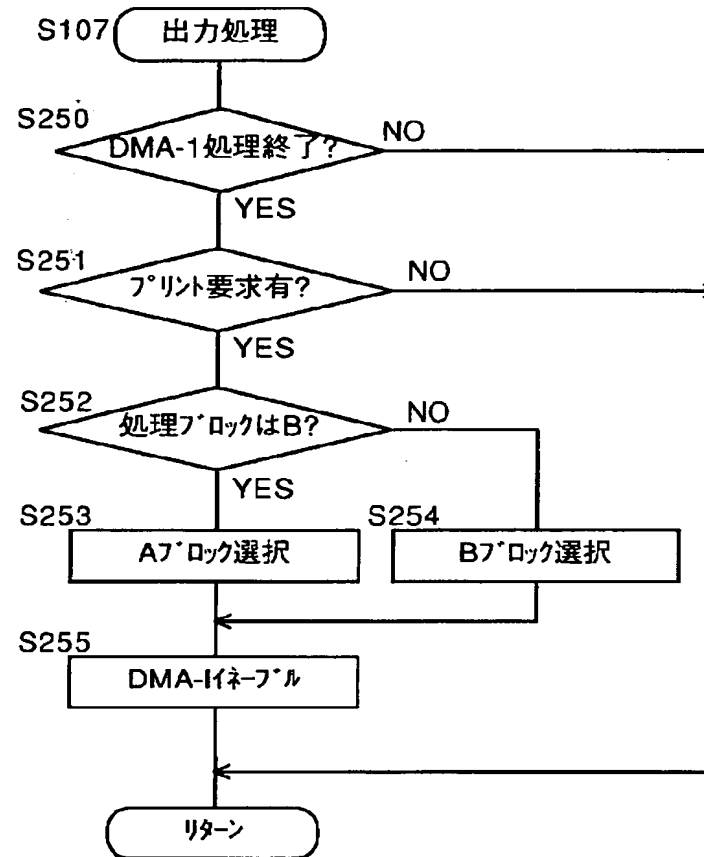 S107
出力処理
S250
DMA-1処理終了?
NO
YES
S251
プリント要求有?
NO
YES
S252
処理ブロックはB?
NO
YES
S253
Aブロック選択
S254
Bブロック選択
S255
DMA-Iイネーブル
リターン